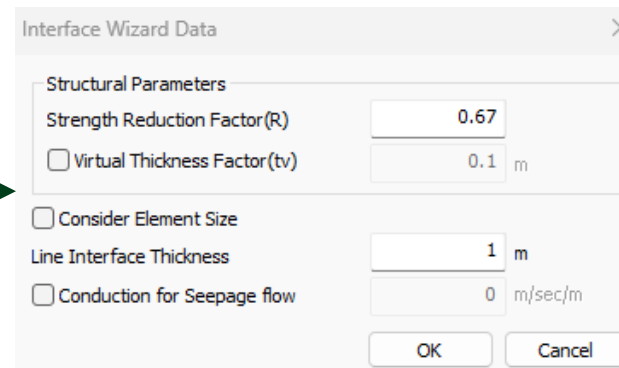 Interface Wizard Data
Structural Parameters
Strength Reduction Factor(R) 0.67
Virtual Thickness Factor(tv) 0.1 m
Consider Element Size
Line Interface Thickness 1 m
Conduction for Seepage flow 0 m/sec/m
OK Cancel